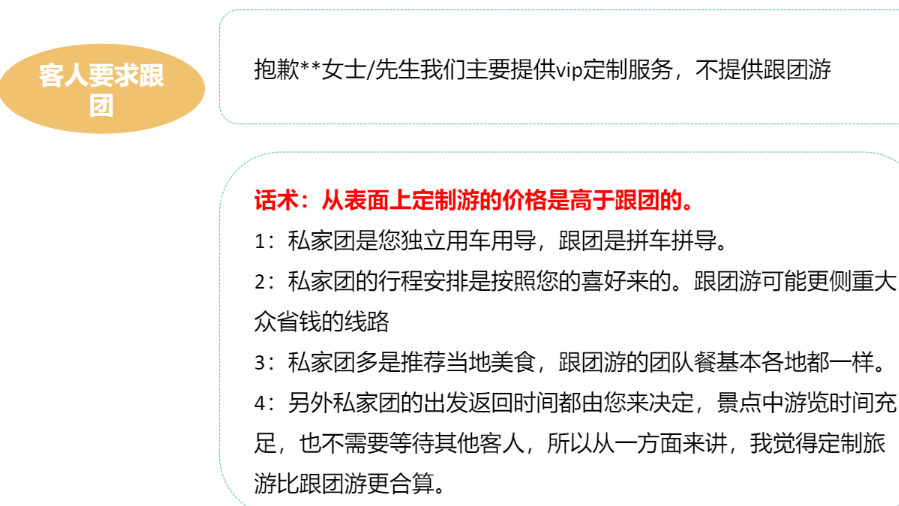 客人要求跟
团
抱歉**女士/先生我们主要提供vip定制服务，不提供跟团游
话术：从表面上定制游的价格是高于跟团的。
1：私家团是您独立用车用导，跟团是拼车拼导。
2：私家团的行程安排是按照您的喜好来的。跟团游可能更侧重大
众省钱的线路
3：私家团多是推荐当地美食，跟团游的团队餐基本各地都一样。
4：另外私家团的出发返回时间都由您来决定，景点中游览时间充
足，也不需要等待其他客人，所以从一方面来讲，我觉得定制旅
游比跟团游更合算。